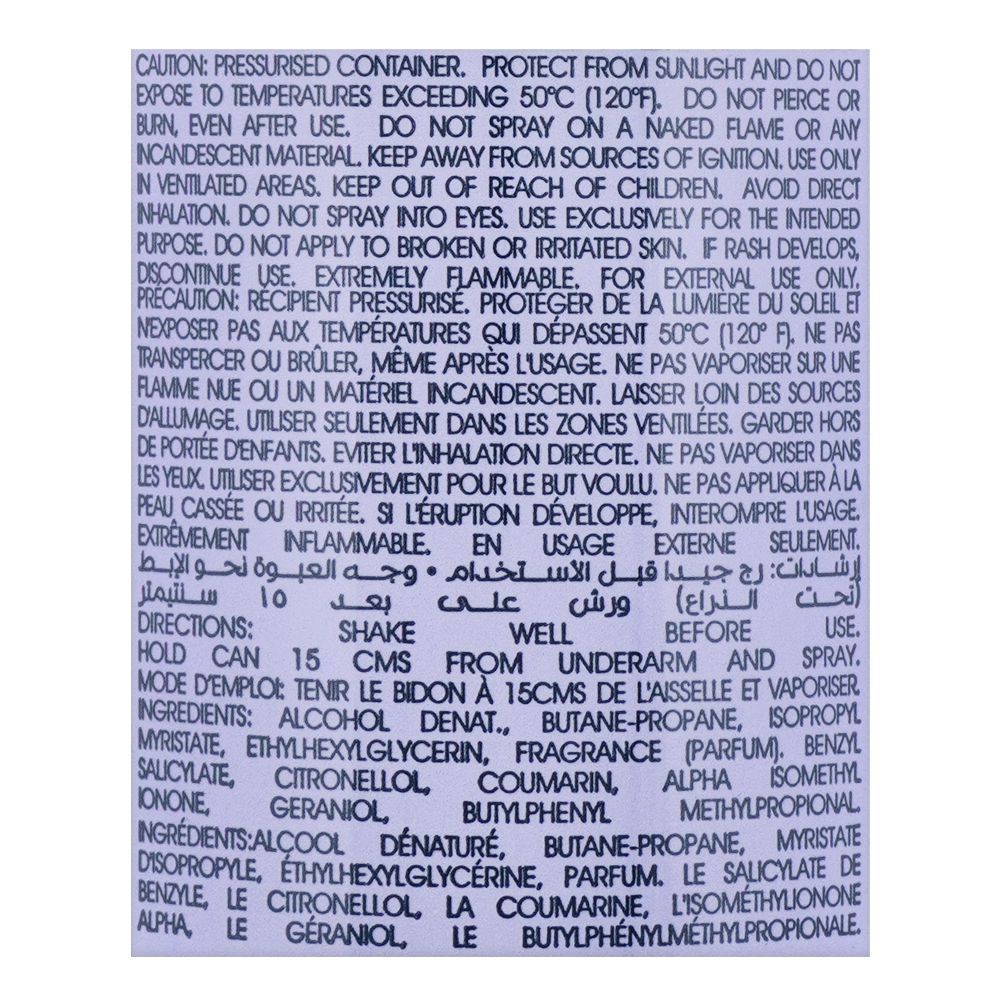 CAUTION: PRESSURISED CONTAINER. PROTECT FROM SUNLIGHT AND DO NOT
EXPOSE TO TEMPERATURES EXCEEDING 50°C (120°F). DO NOT PIERCE OR
BURN, EVEN AFTER USE. DO NOT SPRAY ON A NAKED FLAME OR ANY
INCANDESCENT MATERIAL. KEEP AWAY FROM SOURCES OF IGNITION. USE ONLY
IN VENTILATED AREAS. KEEP OUT OF REACH OF CHILDREN. AVOID DIRECT
INHALATION. DO NOT SPRAY INTO EYES. USE EXCLUSIVELY FOR THE INTENDED
PURPOSE. DO NOT APPLY TO BROKEN OR IRRITATED SKIN. IF RASH DEVELOPS,
DISCONTINUE USE. EXTREMELY FLAMMABLE. FOR EXTERNAL USE ONLY.
PRÉCAUTION: RÉCIPIENT PRESSURISÉ. PROTÉGER DE LA LUMIÈRE DU SOLEIL ET
N'EXPOSER PAS AUX TEMPÉRATURES QUI DÉPASSENT 50°C (120° F). NE PAS
TRANSPERCER OU BRÛLER, MÊME APRÈS L'USAGE. NE PAS VAPORISER SUR UNE
FLAMME NUE OU UN MATÉRIEL INCANDESCENT. LAISSER LOIN DES SOURCES
D'ALLUMAGE. UTILISER SEULEMENT DANS LES ZONES VENTILÉES. GARDER HORS
DE PORTÉE D'ENFANTS. EVITER L'INHALATION DIRECTE. NE PAS VAPORISER DANS
LES YEUX. UTILISER EXCLUSIVEMENT POUR LE BUT VOULU. NE PAS APPLIQUER À LA
PEAU CASSÉE OU IRRITÉE. SI L'ÉRUPTION DÉVELOPPE, INTEROMPRE L'USAGE.
EXTRÊMEMENT INFLAMMABLE. EN USAGE EXTERNE SEULEMENT.
إرشادات: رج جيدا قبل الاستخدام • وجه العبوة نحو الإبط
(تحت الذراع) ورش على بعد ١٥ سنتيمتر
DIRECTIONS: SHAKE WELL BEFORE USE.
HOLD CAN 15 CMS FROM UNDERARM AND SPRAY.
MODE D'EMPLOI: TENIR LE BIDON À 15CMS DE L'AISSELLE ET VAPORISER.
INGREDIENTS: ALCOHOL DENAT., BUTANE-PROPANE, ISOPROPYL
MYRISTATE, ETHYLHEXYLGLYCERIN, FRAGRANCE (PARFUM). BENZYL
SALICYLATE, CITRONELLOL, COUMARIN, ALPHA ISOMETHYL
IONONE, GERANIOL, BUTYLPHENYL METHYLPROPIONAL.
INGRÉDIENTS:ALCOOL DÉNATURÉ, BUTANE-PROPANE, MYRISTATE
D'ISOPROPYLE, ÉTHYLHEXYLGLYCÉRINE, PARFUM. LE SALICYLATE DE
BENZYLE, LE CITRONELLOL, LA COUMARINE, L'ISOMÉTHYLIONONE
ALPHA, LE GÉRANIOL, LE BUTYLPHÉNYLMÉTHYLPROPIONALE.